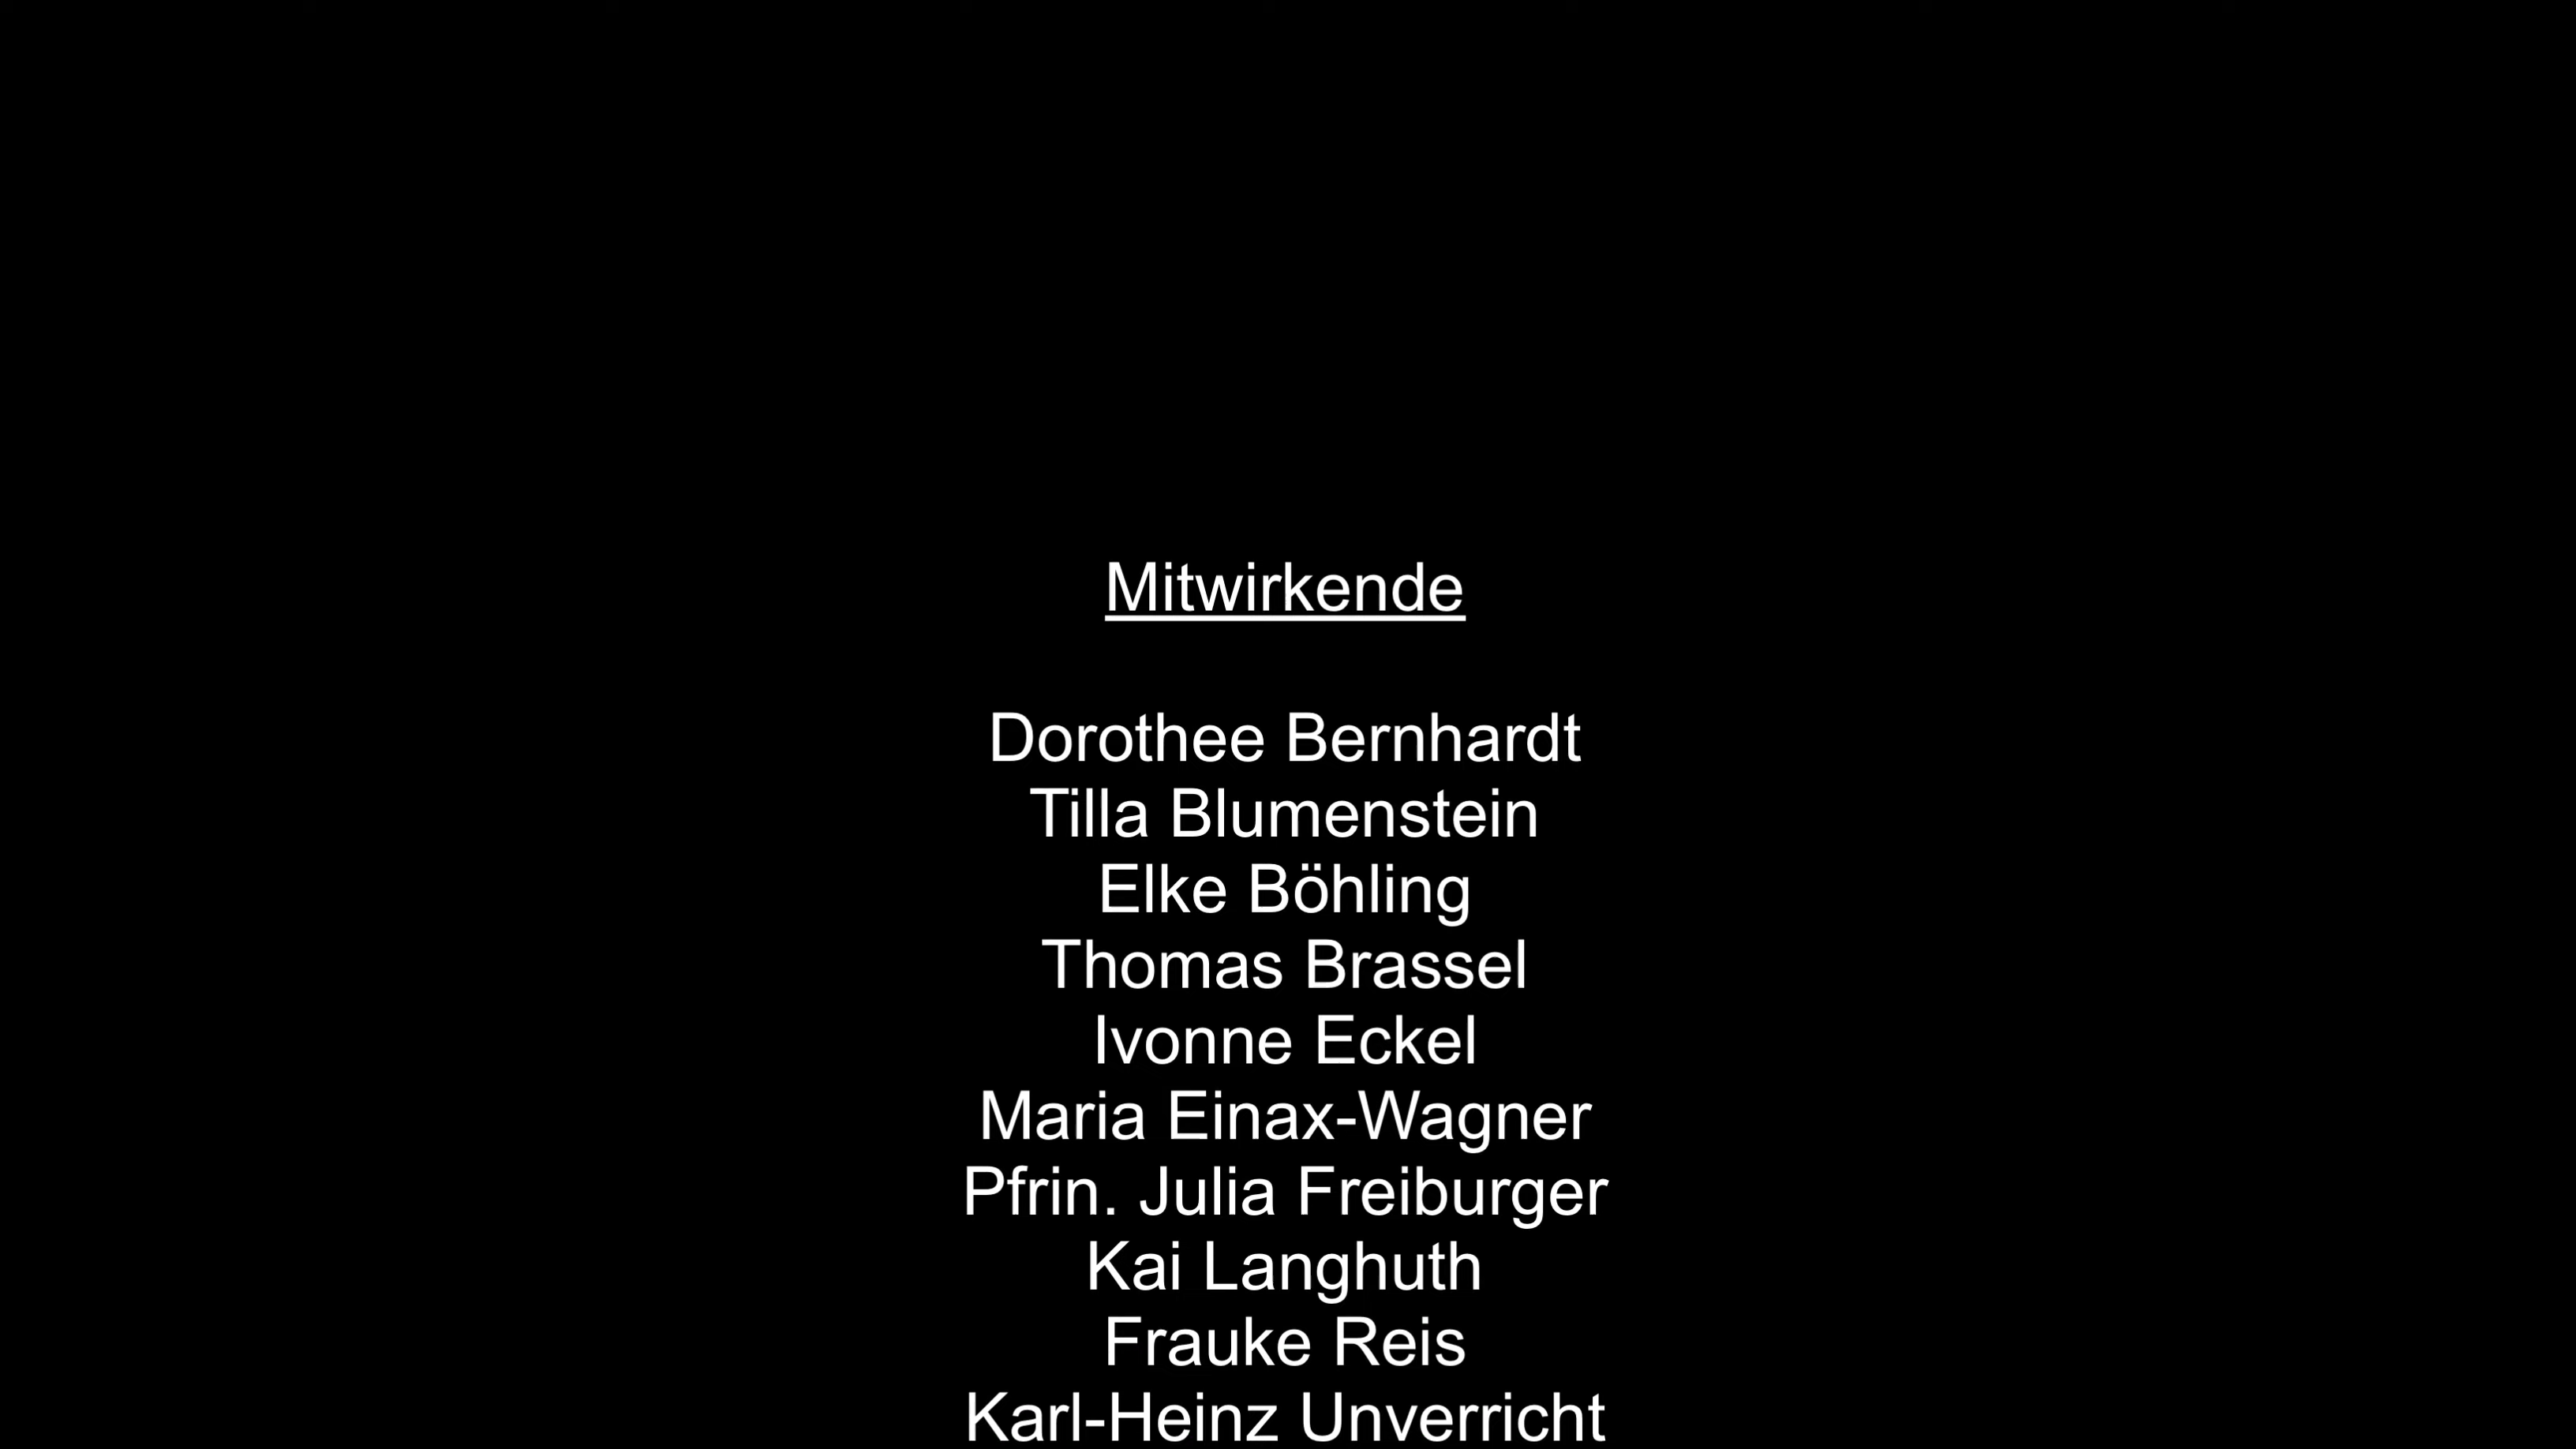 Mitwirkende
Dorothee Bernhardt
Tilla Blumenstein
Elke Böhling
Thomas Brassel
Ivonne Eckel
Maria Einax-Wagner
Pfrin. Julia Freiburger
Kai Langhuth
Frauke Reis
Karl-Heinz Unverricht